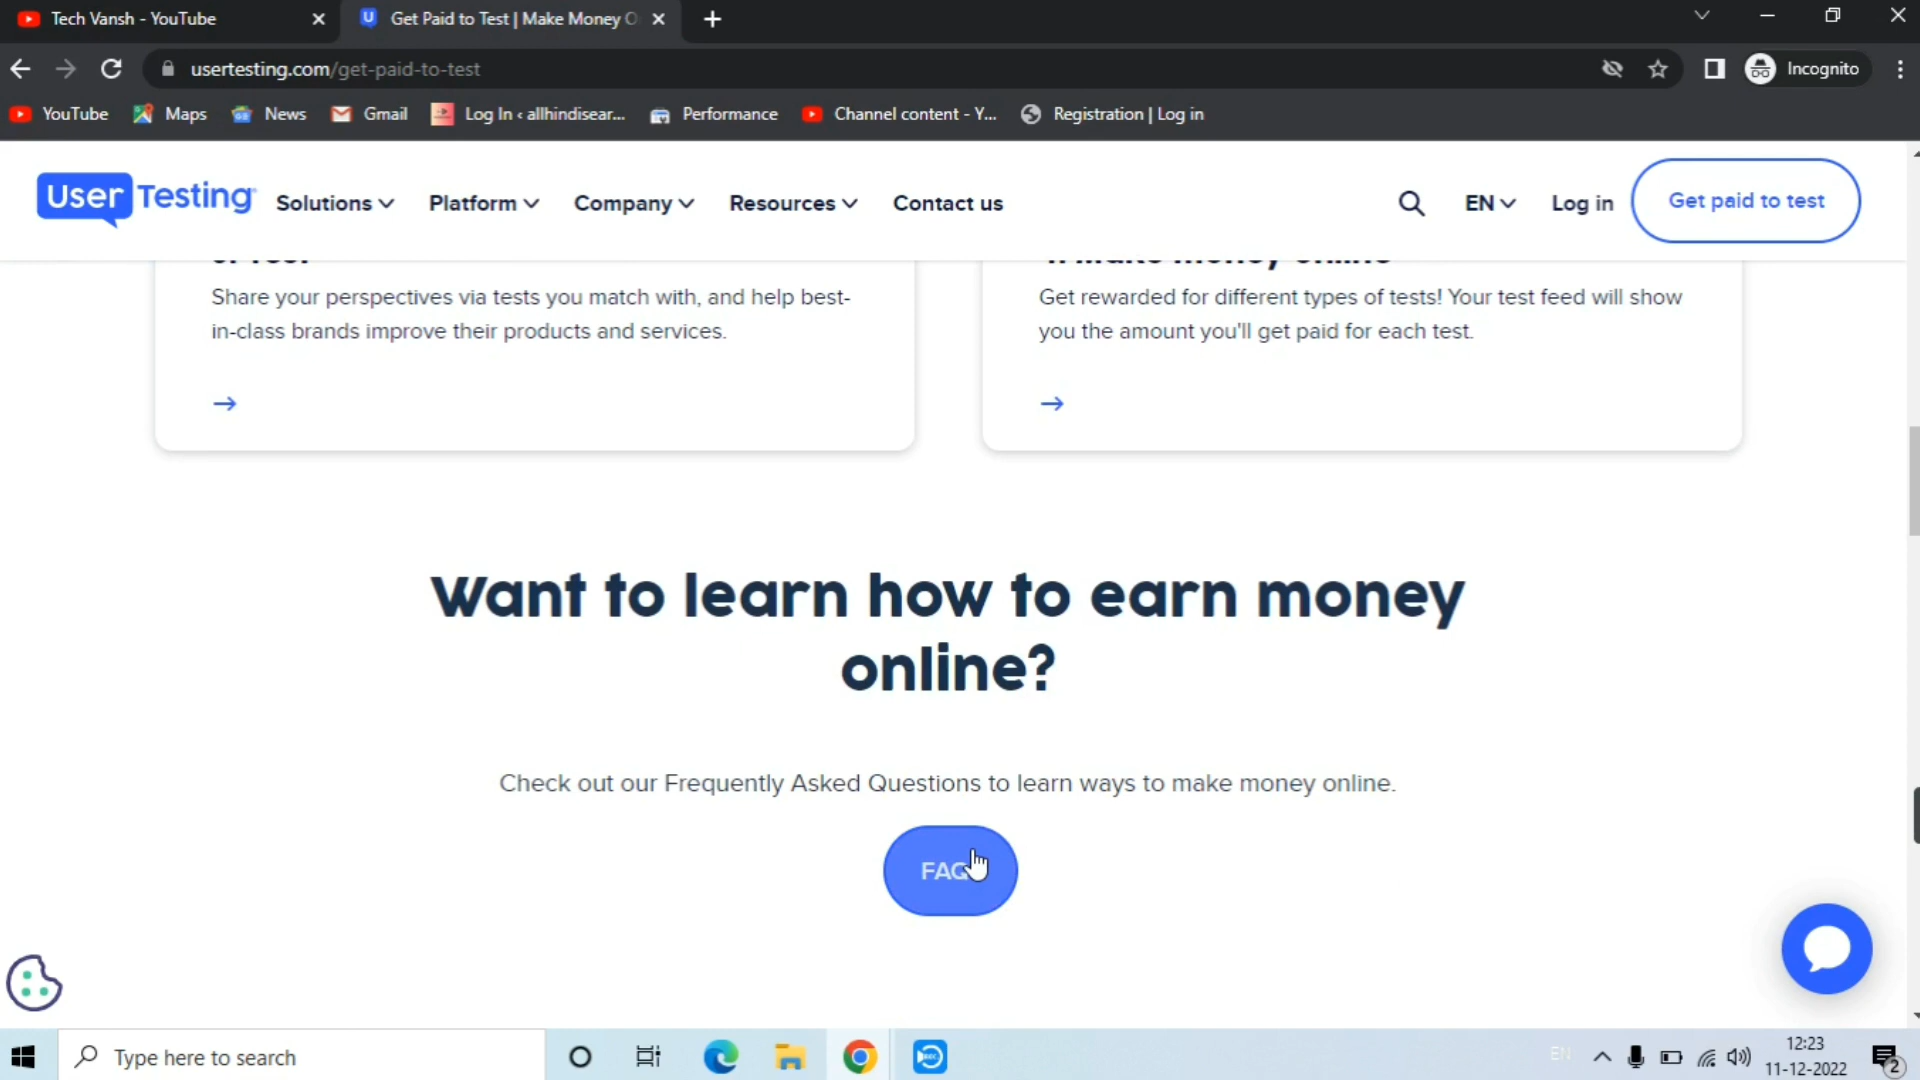 Tech Vansh - YouTube
Get Paid to Test | Make Money O
usertesting.com/get-paid-to-test
Incognito
YouTube
Maps
News
Gmail
Log In ‹ allhindisear...
Performance
Channel content - Y...
Registration | Log in
User Testing
Solutions
Platform
Company
Resources
Contact us
EN
Log in
Get paid to test
Share your perspectives via tests you match with, and help best-
in-class brands improve their products and services.
4. Make money online
Get rewarded for different types of tests! Your test feed will show
you the amount you'll get paid for each test.
Want to learn how to earn money
online?
Check out our Frequently Asked Questions to learn ways to make money online.
FAQ
Type here to search
EN
12:23
11-12-2022
2